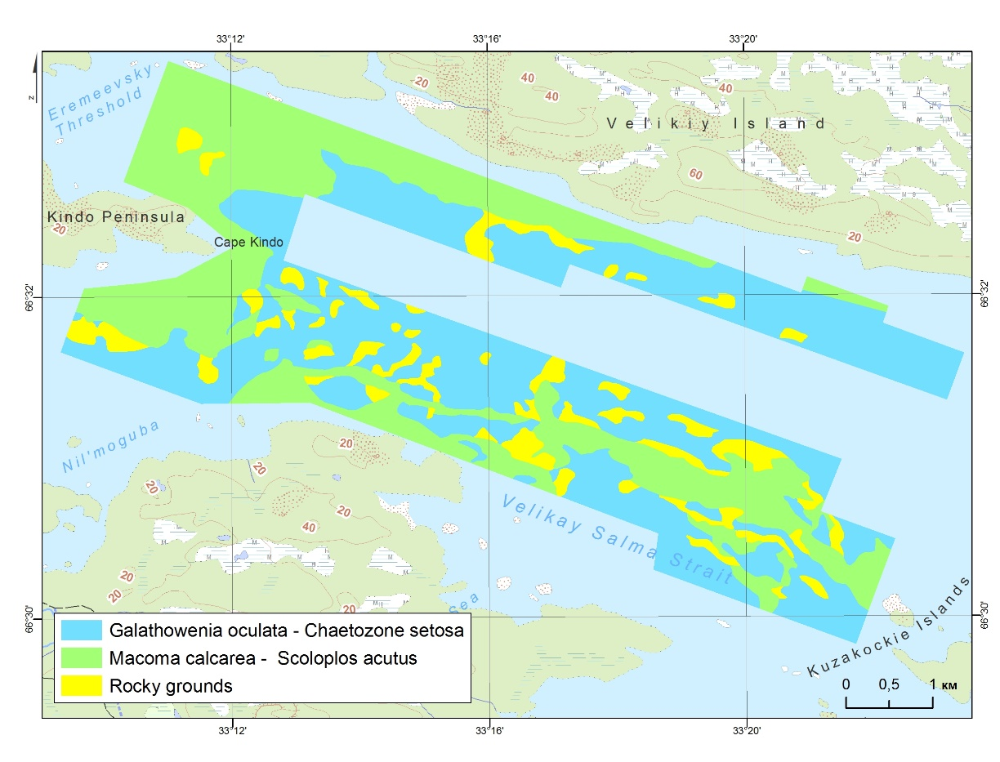 33°12' 33°16' 33°20'
Eremeevsky
Threshold
z
20 40 40 40
Velikiy Island
60
Kindo Peninsula
20
20
Cape Kindo
66°32' 66°32'
Nil'moguba
20
20
20
20
40
Velikay Salma Strait
20
20
20
Sea
66°30' 66°30'
Kuzakockie Islands
Galathowenia oculata - Chaetozone setosa
Macoma calcarea - Scoloplos acutus
Rocky grounds
0 0,5 1 км
33°12' 33°16' 33°20'